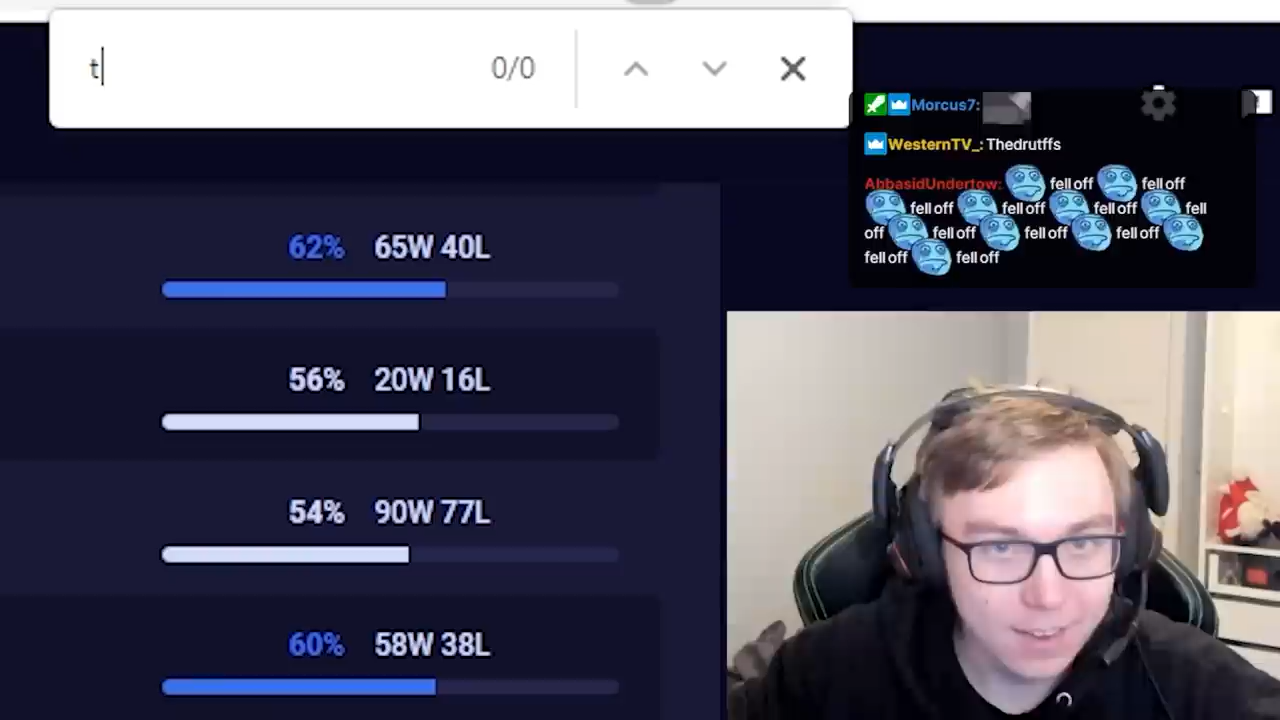 t
0/0
Morcus7:
WesternTV_: Thedrutffs
AbbasidUndertow: fell off fell off
fell off fell off fell off fell
off fell off fell off fell off
fell off fell off
62% 65W 40L
56% 20W 16L
54% 90W 77L
60% 58W 38L